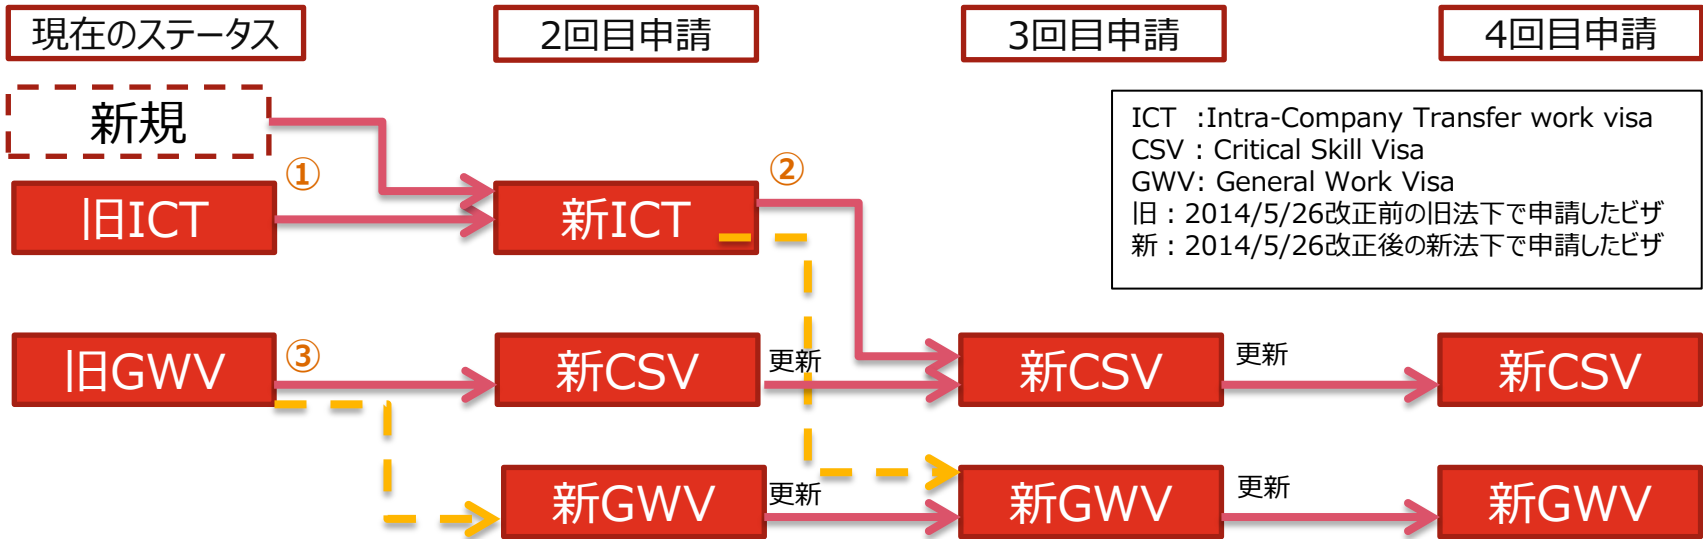 現在のステータス
2回目申請
3回目申請
4回目申請
新規
ICT :Intra-Company Transfer work visa
CSV : Critical Skill Visa
GWV: General Work Visa
旧：2014/5/26改正前の旧法下で申請したビザ
新：2014/5/26改正後の新法下で申請したビザ
①
②
旧ICT
新ICT
旧GWV
③
新CSV
更新
新CSV
更新
新CSV
新GWV
更新
新GWV
更新
新GWV